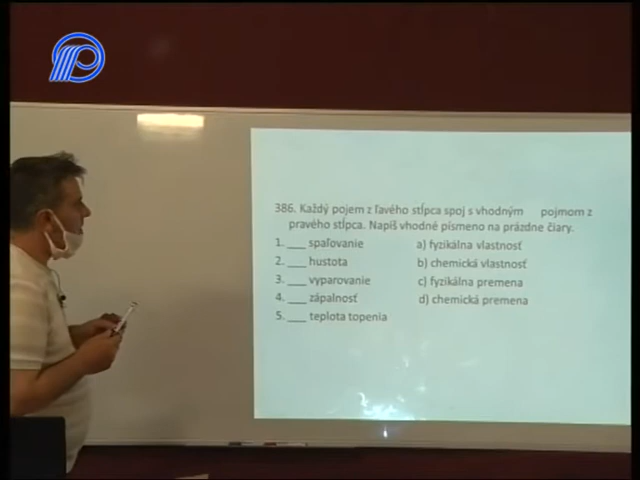 386. Každý pojem z ľavého stĺpca spoj s vhodným pojmom z
pravého stĺpca. Napíš vhodné písmeno na prázdne čiary.
1. ___ spaľovanie a) fyzikálna vlastnosť
2. ___ hustota b) chemická vlastnosť
3. ___ vyparovanie c) fyzikálna premena
4. ___ zápalnosť d) chemická premena
5. ___ teplota topenia